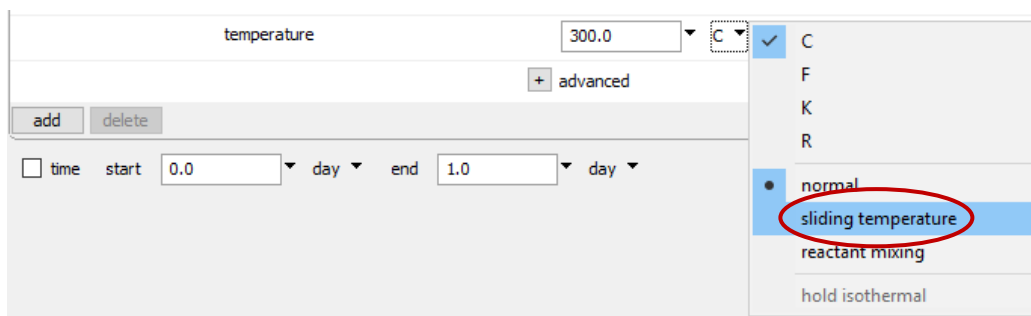 temperature 300.0 C
C
F
K
R
normal
sliding temperature
reactant mixing
hold isothermal
+ advanced
add delete
time start 0.0 day end 1.0 day